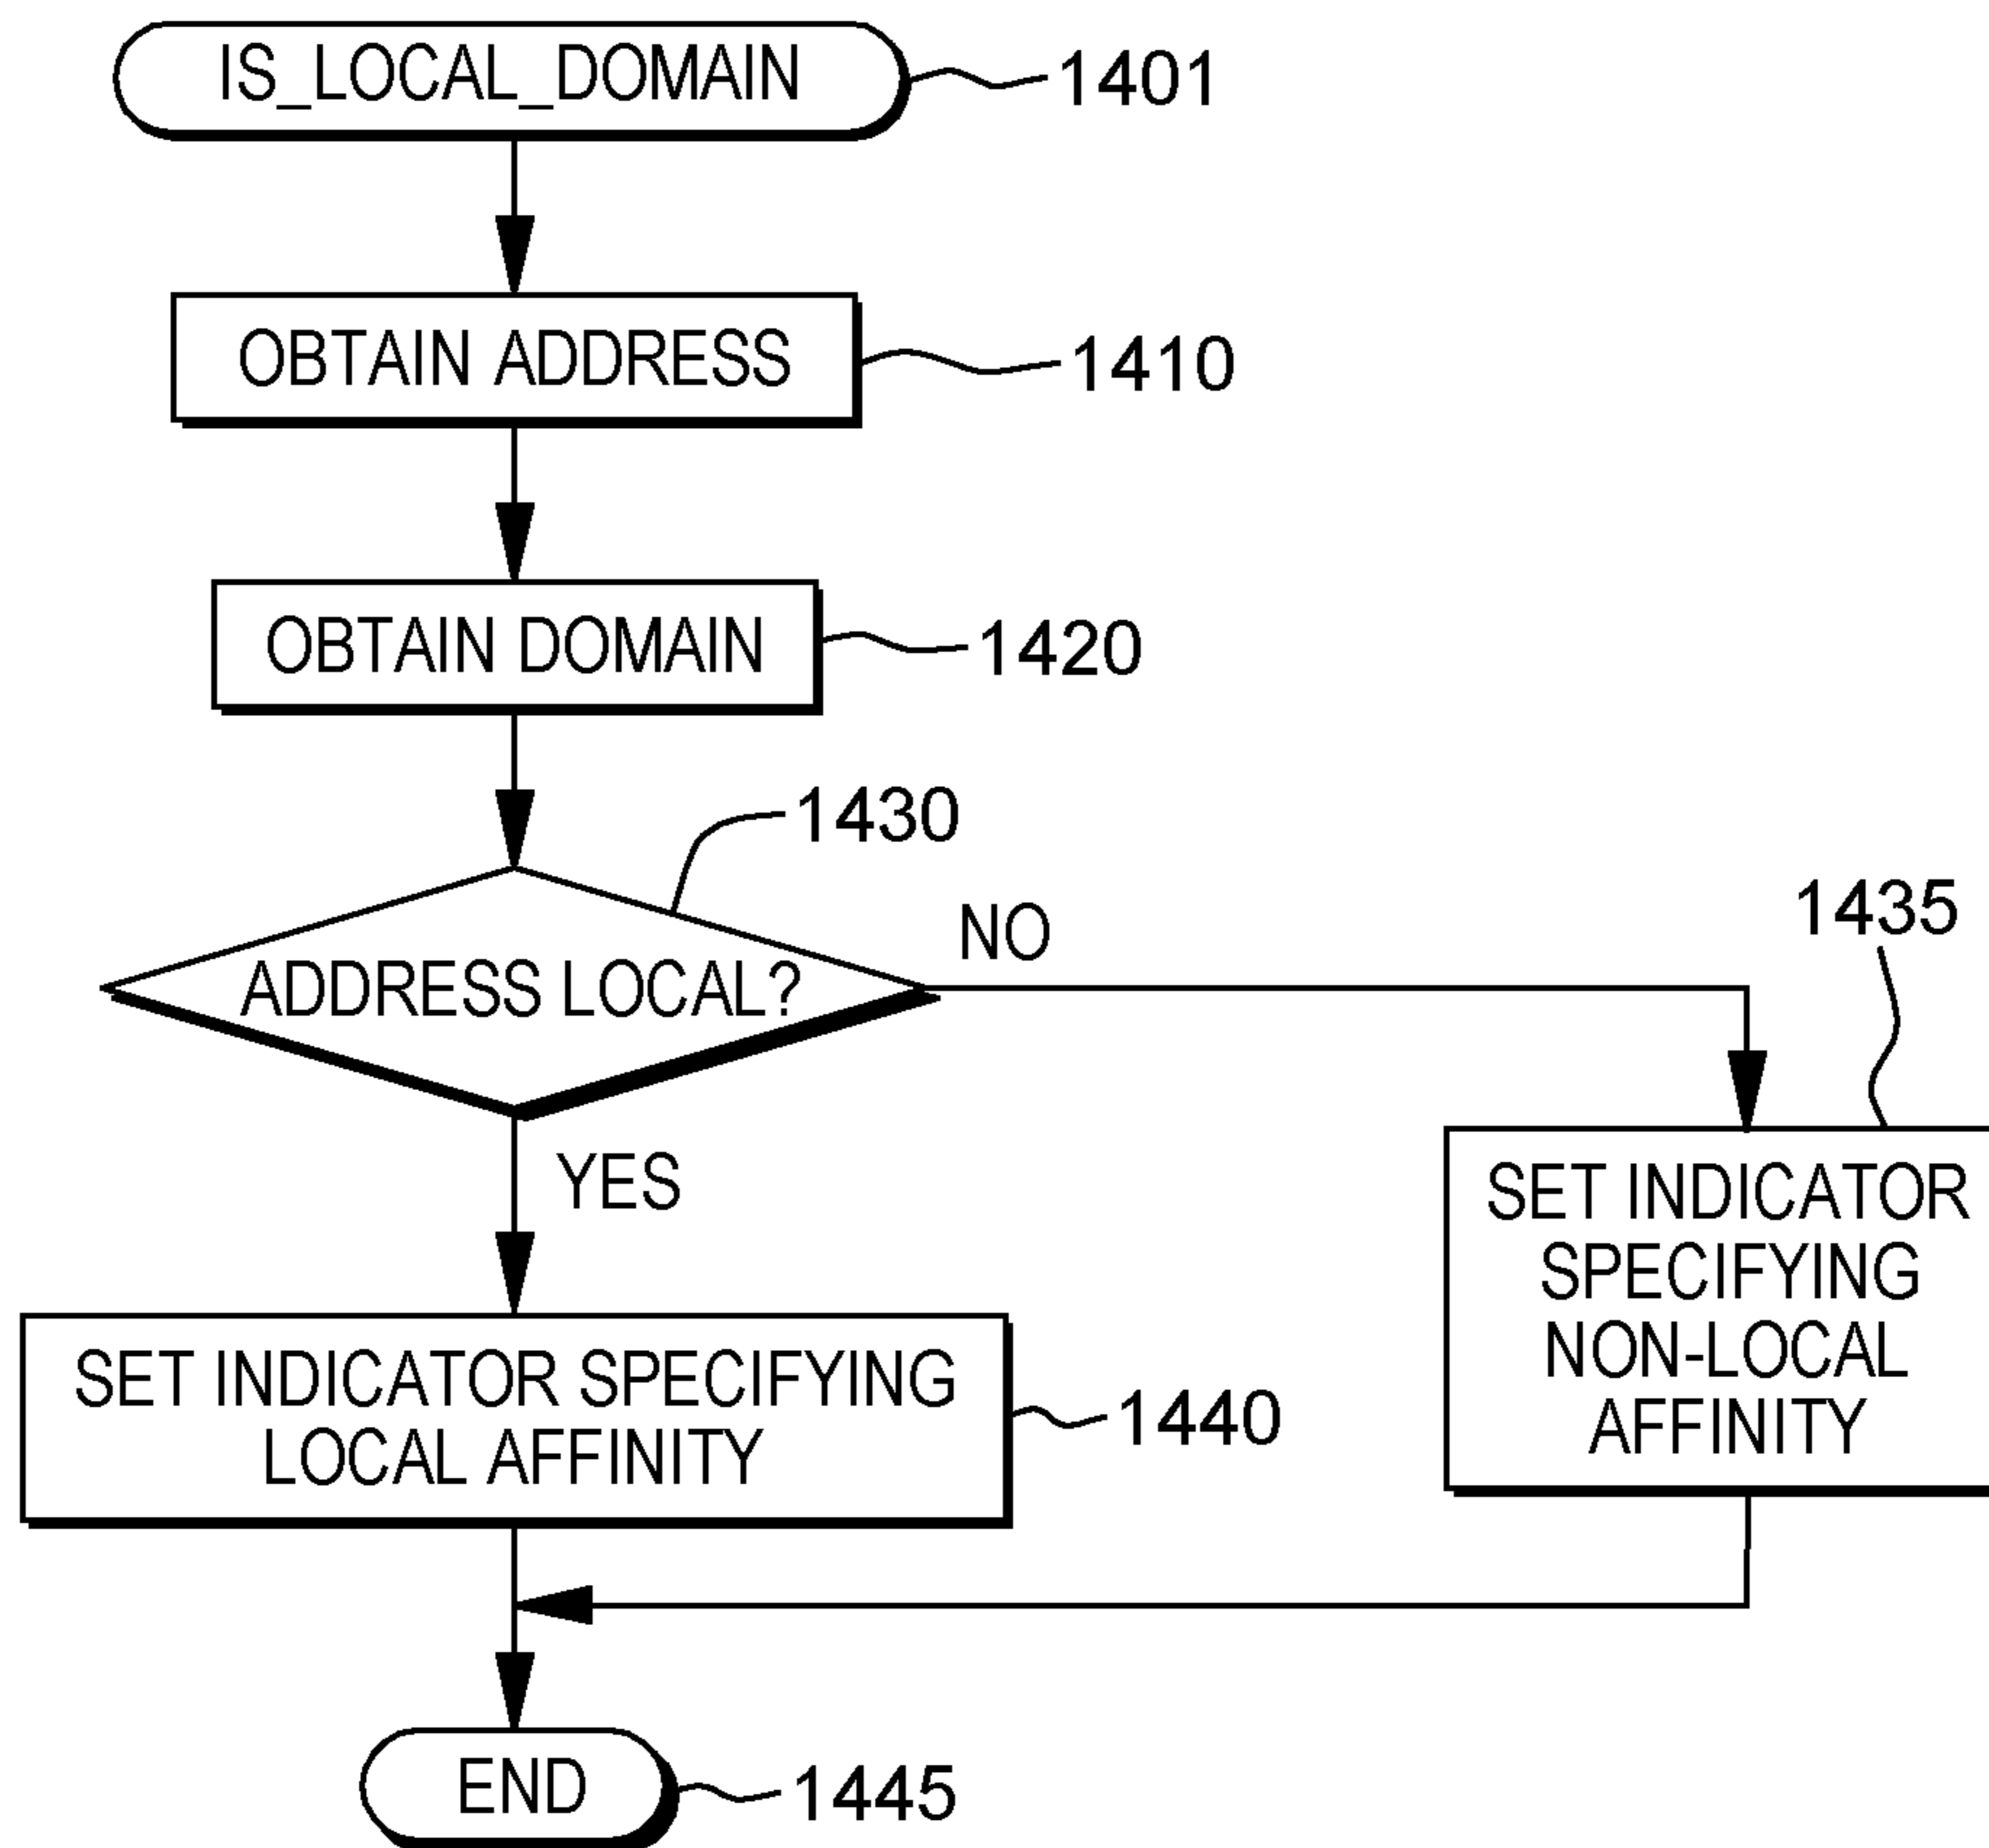 IS_LOCAL_DOMAIN
1401
OBTAIN ADDRESS
1410
OBTAIN DOMAIN
1420
1430
ADDRESS LOCAL?
NO
1435
YES
SET INDICATOR
SPECIFYING
NON-LOCAL
AFFINITY
SET INDICATOR SPECIFYING
LOCAL AFFINITY
1440
END
1445